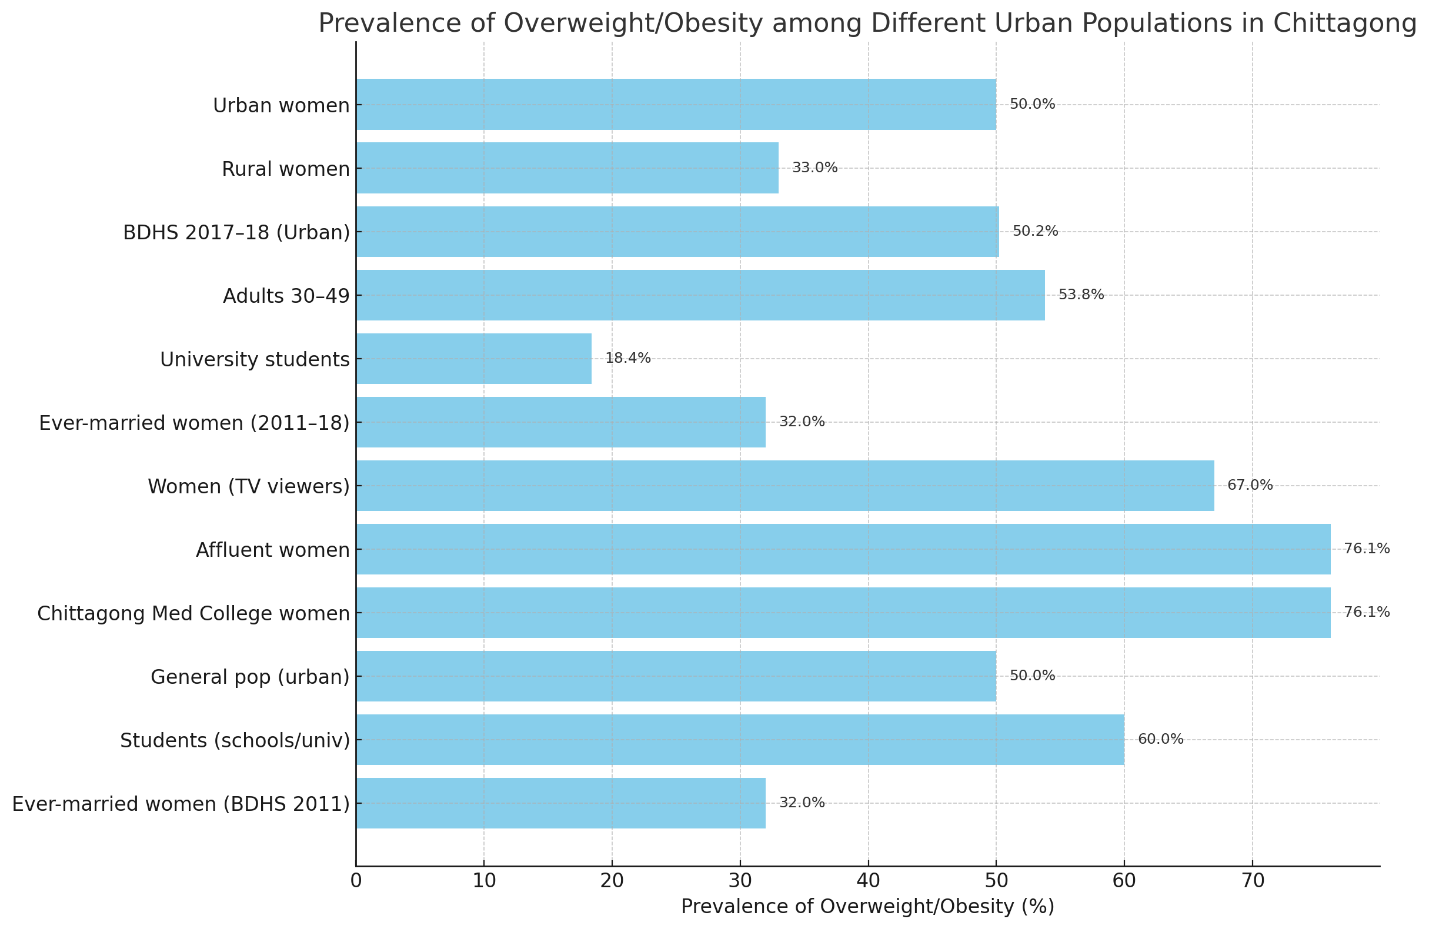 Prevalence of Overweight/Obesity among Different Urban Populations in Chittagong
Urban women 50.0%
Rural women 33.0%
BDHS 2017–18 (Urban) 50.2%
Adults 30–49 53.8%
University students 18.4%
Ever-married women (2011–18) 32.0%
Women (TV viewers) 67.0%
Affluent women 76.1%
Chittagong Med College women 76.1%
General pop (urban) 50.0%
Students (schools/univ) 60.0%
Ever-married women (BDHS 2011) 32.0%
0 10 20 30 40 50 60 70
Prevalence of Overweight/Obesity (%)